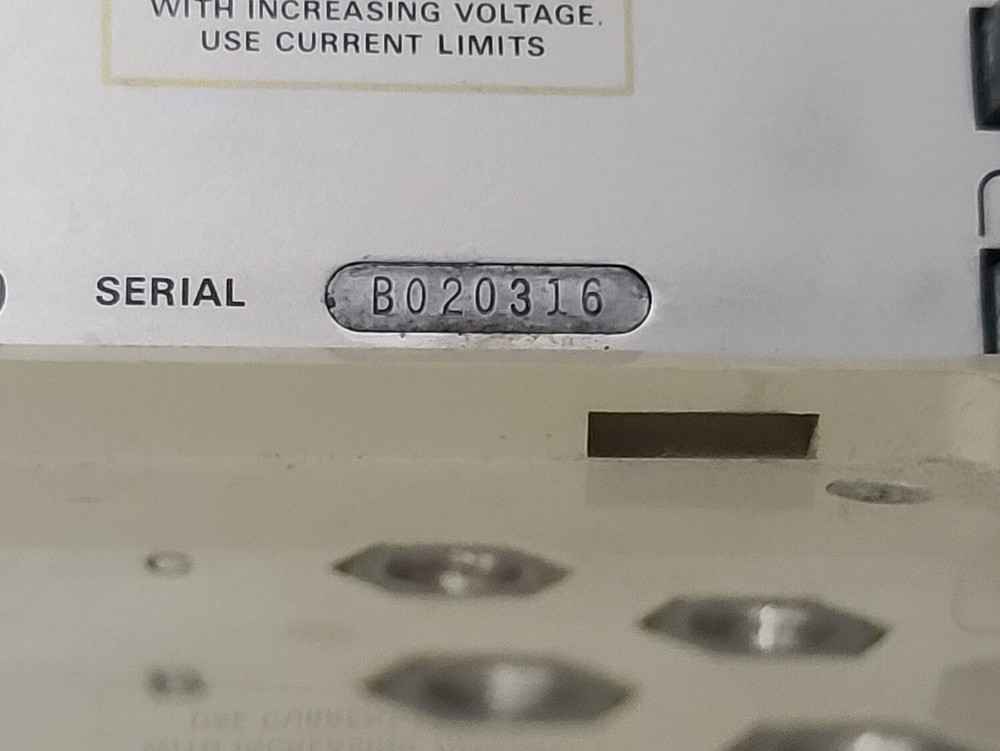 WITH INCREASING VOLTAGE.
USE CURRENT LIMITS
SERIAL B020316